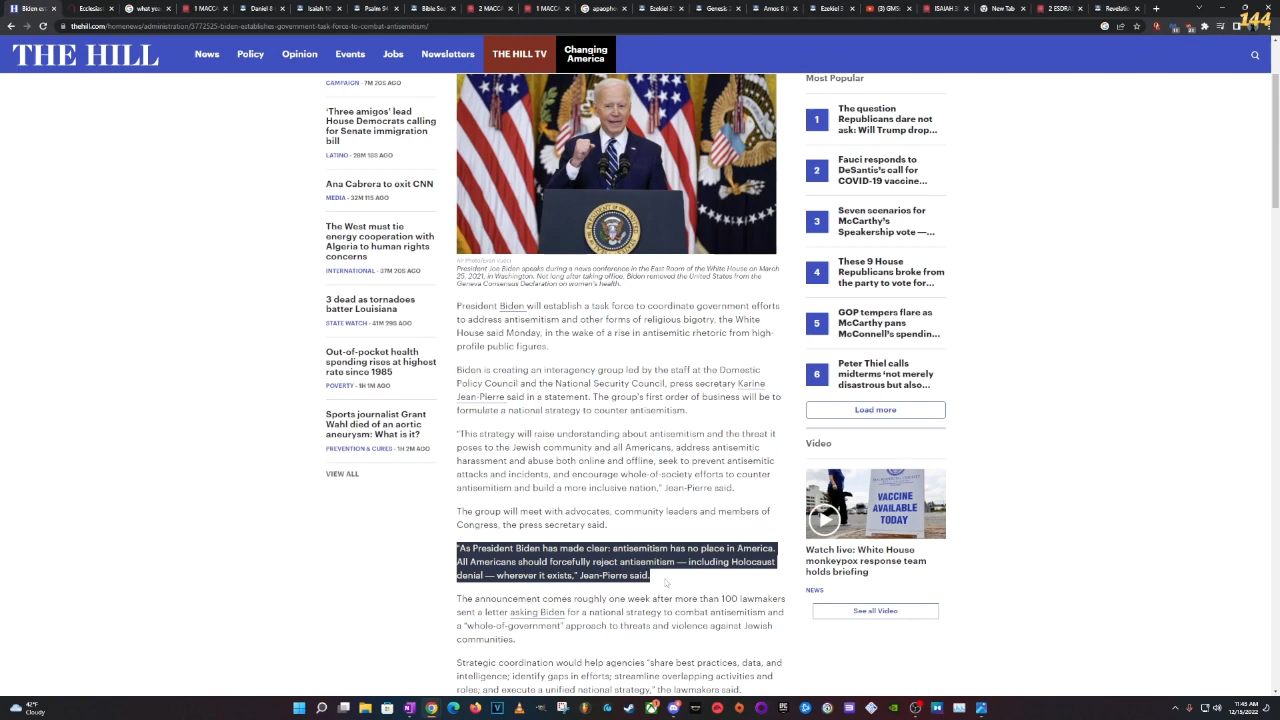 thehill.com/homenews/administration/3772525-biden-establishes-government-task-force-to-combat-antisemitism/
144
THE HILL
News
Policy
Opinion
Events
Jobs
Newsletters
THE HILL TV
Changing
America
CAMPAIGN - 7M 20S AGO
'Three amigos' lead
House Democrats calling
for Senate immigration
bill
LATINO - 28M 18S AGO
Ana Cabrera to exit CNN
MEDIA - 32M 11S AGO
The West must tie
energy cooperation with
Algeria to human rights
concerns
INTERNATIONAL - 37M 20S AGO
3 dead as tornadoes
batter Louisiana
STATE WATCH - 41M 29S AGO
Out-of-pocket health
spending rises at highest
rate since 1985
POVERTY - 1H 1M AGO
Sports journalist Grant
Wahl died of an aortic
aneurysm: What is it?
PREVENTION & CURES - 1H 2M AGO
VIEW ALL
AP Photo/Evan Vucci
President Joe Biden speaks during a news conference in the East Room of the White House on March
25, 2021, in Washington. Not long after taking office, Biden removed the United States from the
Geneva Consensus Declaration on women's health.
President Biden will establish a task force to coordinate government efforts
to address antisemitism and other forms of religious bigotry, the White
House said Monday, in the wake of a rise in antisemitic rhetoric from high-
profile public figures.
Biden is creating an interagency group led by the staff at the Domestic
Policy Council and the National Security Council, press secretary Karine
Jean-Pierre said in a statement. The group's first order of business will be to
formulate a national strategy to counter antisemitism.
"This strategy will raise understanding about antisemitism and the threat it
poses to the Jewish community and all Americans, address antisemitic
harassment and abuse both online and offline, seek to prevent antisemitic
attacks and incidents, and encourage whole-of-society efforts to counter
antisemitism and build a more inclusive nation," Jean-Pierre said.
The group will meet with advocates, community leaders and members of
Congress, the press secretary said.
"As President Biden has made clear: antisemitism has no place in America.
All Americans should forcefully reject antisemitism — including Holocaust
denial — wherever it exists," Jean-Pierre said.
The announcement comes roughly one week after more than 100 lawmakers
sent a letter asking Biden for a national strategy to combat antisemitism and
a "whole-of-government" approach to threats and violence against Jewish
communities.
Strategic coordination would help agencies "share best practices, data, and
intelligence; identify gaps in efforts; streamline overlapping activities and
roles; and execute a unified national strategy," the lawmakers said.
Most Popular
1
The question
Republicans dare not
ask: Will Trump drop...
2
Fauci responds to
DeSantis's call for
COVID-19 vaccine...
3
Seven scenarios for
McCarthy's
Speakership vote —...
4
These 9 House
Republicans broke from
the party to vote for...
5
GOP tempers flare as
McCarthy pans
McConnell's spendin...
6
Peter Thiel calls
midterms 'not merely
disastrous but also...
Load more
Video
VACCINE
AVAILABLE
TODAY
Watch live: White House
monkeypox response team
holds briefing
NEWS
See all Video
42°F
Cloudy
11:43 AM
12/15/2022